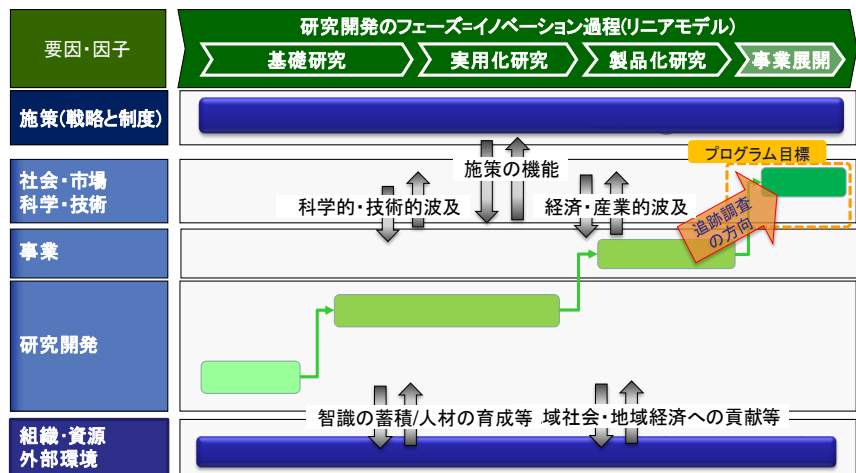 要因・因子
研究開発のフェーズ=イノベーション過程(リニアモデル)
基礎研究
実用化研究
製品化研究
事業展開
施策(戦略と制度)
プログラム目標
施策の機能
社会・市場
科学・技術
科学的・技術的波及
経済・産業的波及
追跡調査
の方向
事業
研究開発
智識の蓄積/人材の育成等
域社会・地域経済への貢献等
組織・資源
外部環境